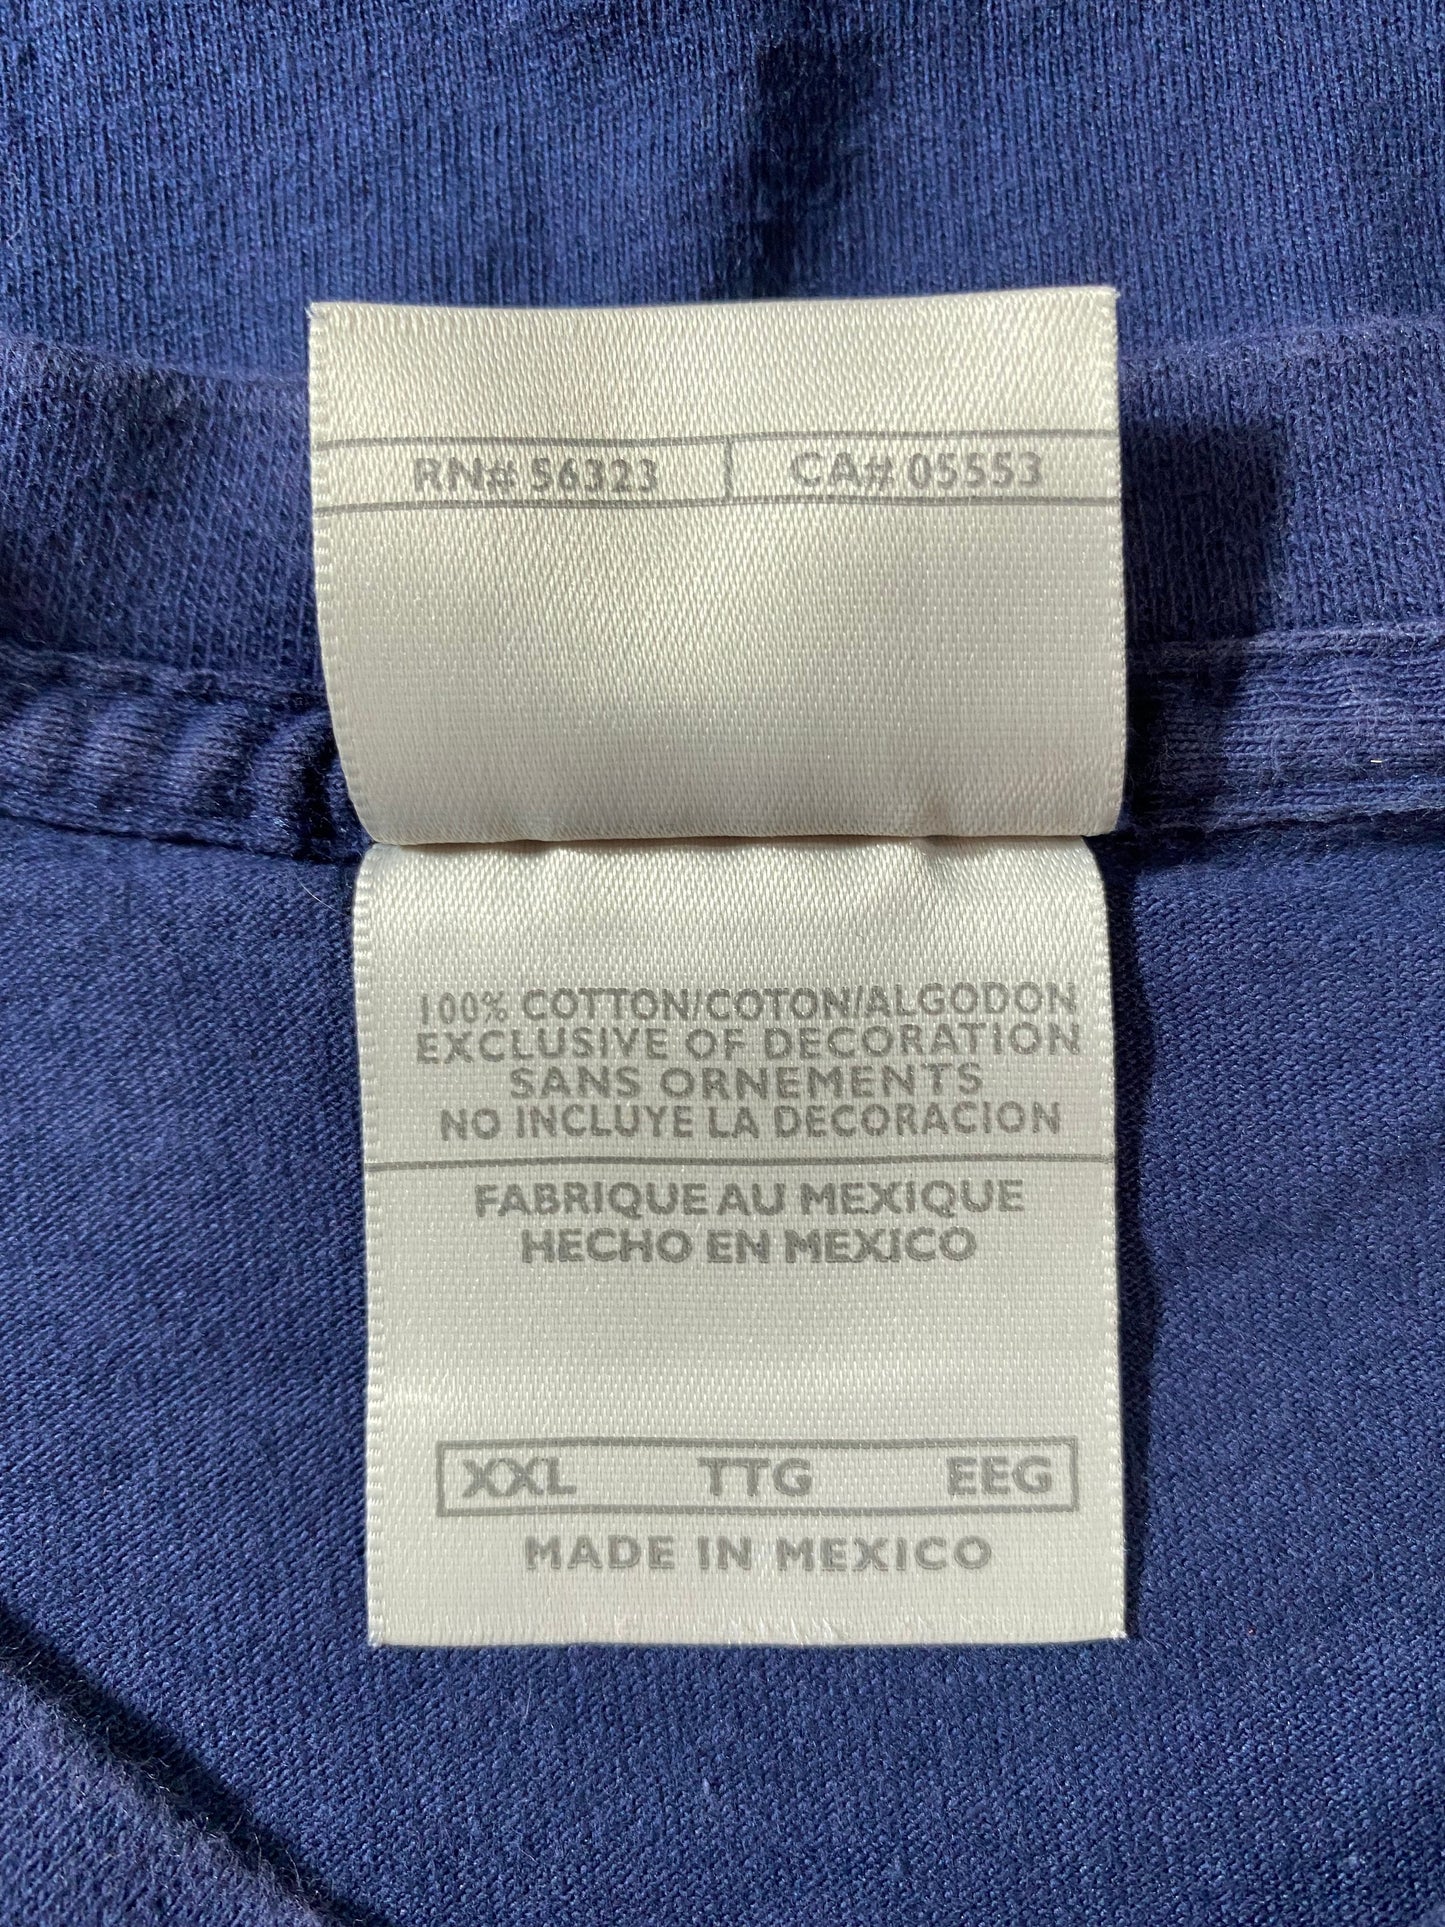 RN# 56323 CA# 05553
100% COTTON/COTON/ALGODON
EXCLUSIVE OF DECORATION
SANS ORNEMENTS
NO INCLUYE LA DECORACION
FABRIQUE AU MEXIQUE
HECHO EN MEXICO
XXL TTG EEG
MADE IN MEXICO